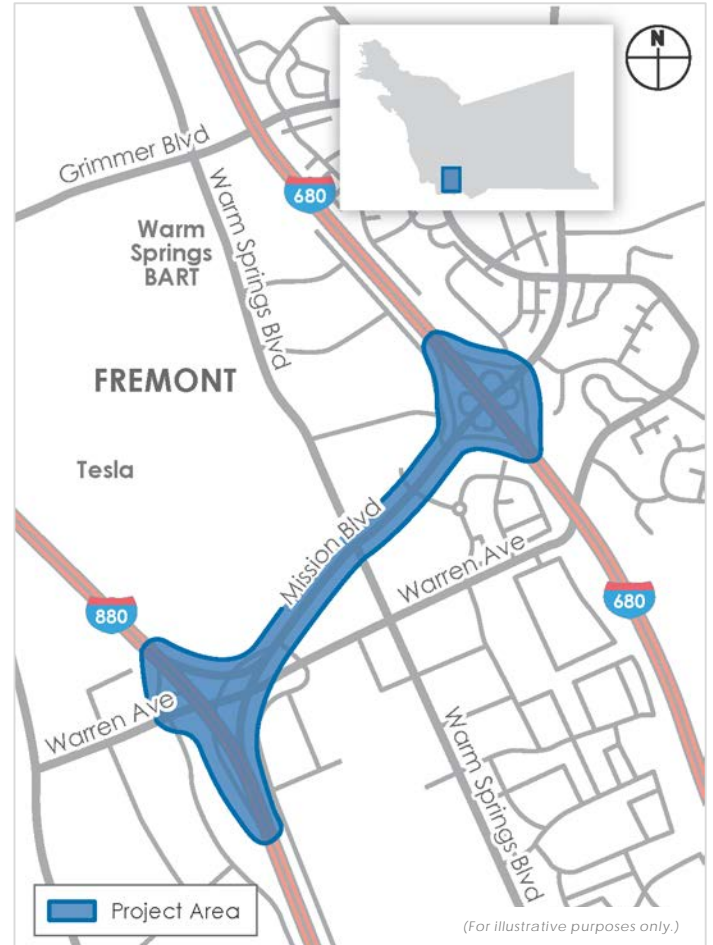 N
Grimmer Blvd
680
Warm
Springs
BART
Warm Springs Blvd
FREMONT
Tesla
Mission Blvd
Warren Ave
880
680
Warren Ave
Warm Springs Blvd
Project Area
(For illustrative purposes only.)